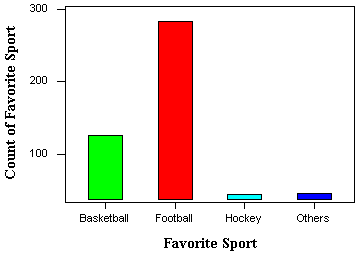 Count of Favorite Sport
300
200
100
Basketball Football Hockey Others
Favorite Sport